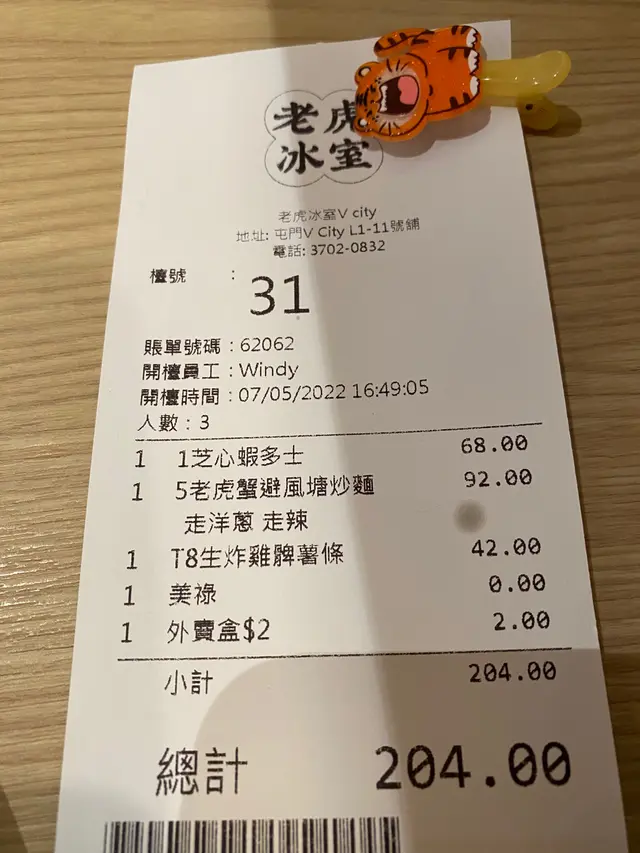 老虎
冰室
老虎冰室V city
地址: 屯門V City L1-11號舖
電話: 3702-0832
檯號 :
31
賬單號碼 : 62062
開檯員工 : Windy
開檯時間 : 07/05/2022 16:49:05
人數 : 3
1 1芝心蝦多士 68.00
1 5老虎蟹避風塘炒麵 92.00
走洋蔥 走辣
1 T8生炸雞髀薯條 42.00
1 美祿 0.00
1 外賣盒$2 2.00
小計 204.00
總計 204.00